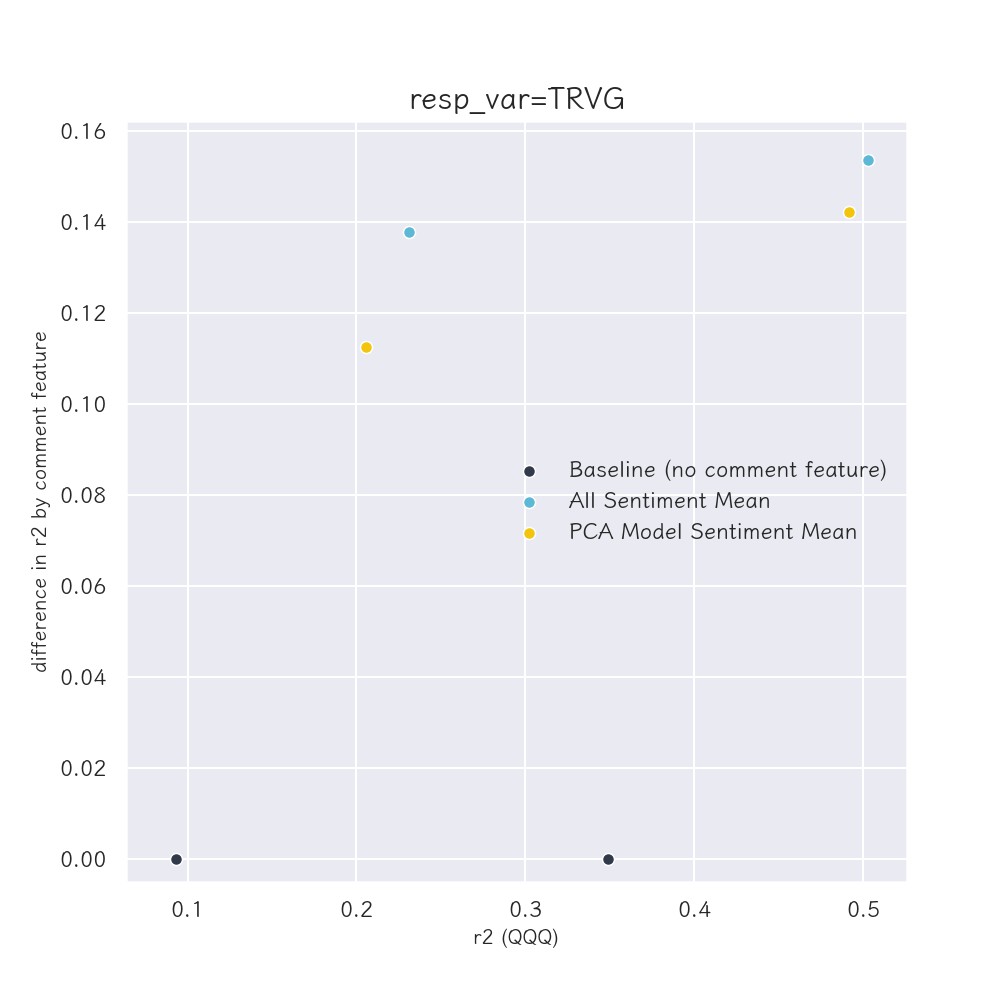 resp_var=TRVG
0.16
0.14
0.12
0.10
0.08
0.06
0.04
0.02
0.00
difference in r2 by comment feature
Baseline (no comment feature)
All Sentiment Mean
PCA Model Sentiment Mean
0.1 0.2 0.3 0.4 0.5
r2 (QQQ)